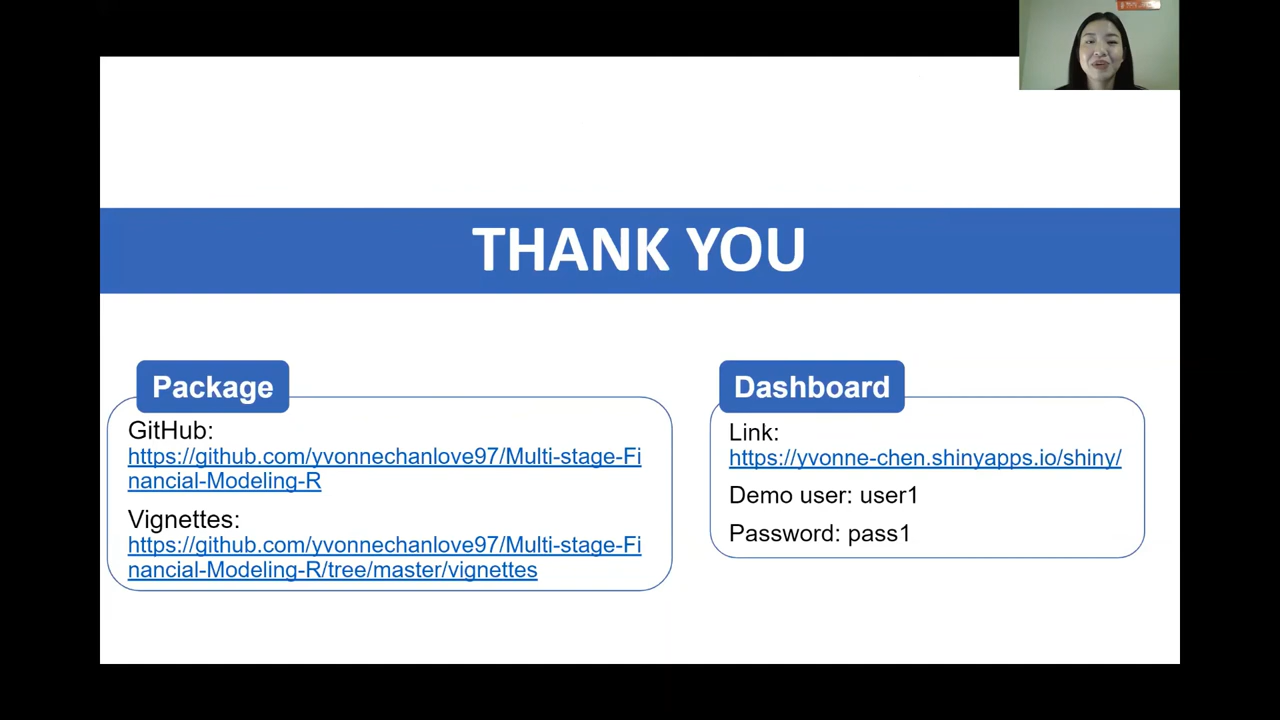 THANK YOU
Package
GitHub:
https://github.com/yvonnechanlove97/Multi-stage-Fi
nancial-Modeling-R
Vignettes:
https://github.com/yvonnechanlove97/Multi-stage-Fi
nancial-Modeling-R/tree/master/vignettes
Dashboard
Link:
https://yvonne-chen.shinyapps.io/shiny/
Demo user: user1
Password: pass1